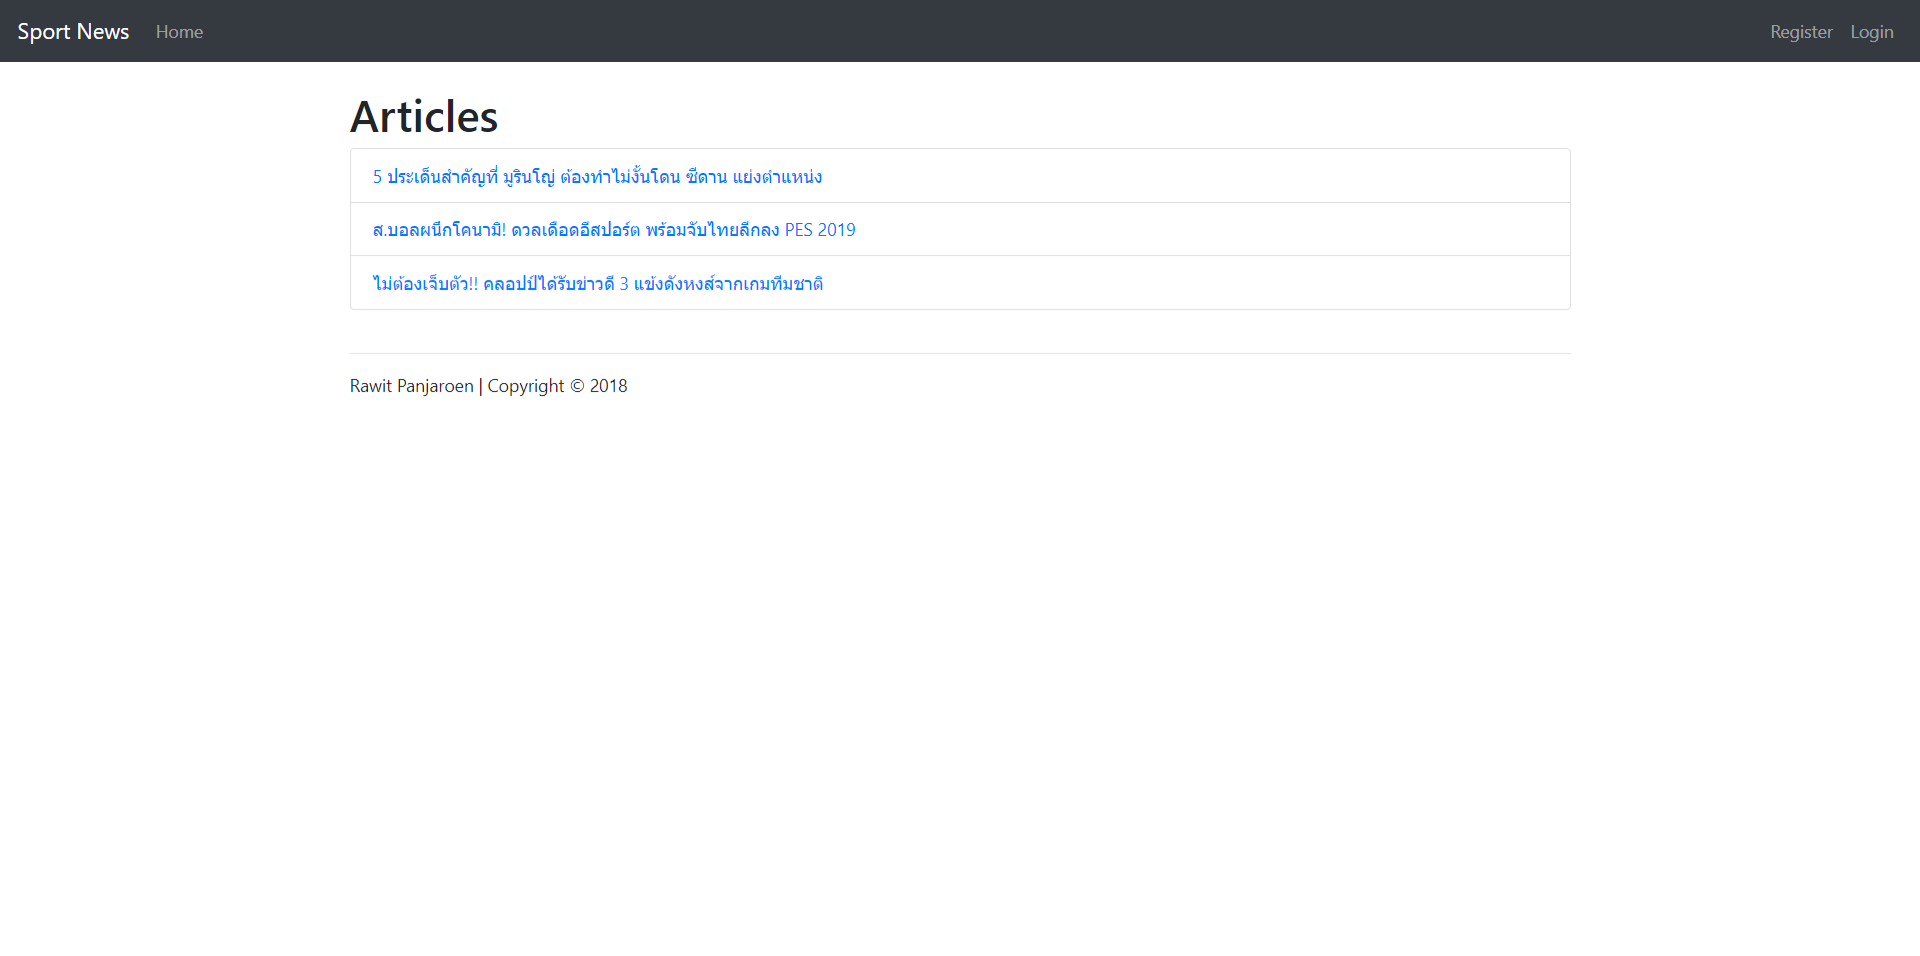 Sport News Home Register Login
Articles
5 ประเด็นสำคัญที่ มูรินโญ่ ต้องทำไม่งั้นโดน ซีดาน แย่งตำแหน่ง
ส.บอลผนึกโคนามิ! ดวลเดือดอีสปอร์ต พร้อมจับไทยลีกลง PES 2019
ไม่ต้องเจ็บตัว!! คลอปป์ได้รับข่าวดี 3 แข้งดังหงส์จากเกมทีมชาติ
Rawit Panjaroen | Copyright © 2018